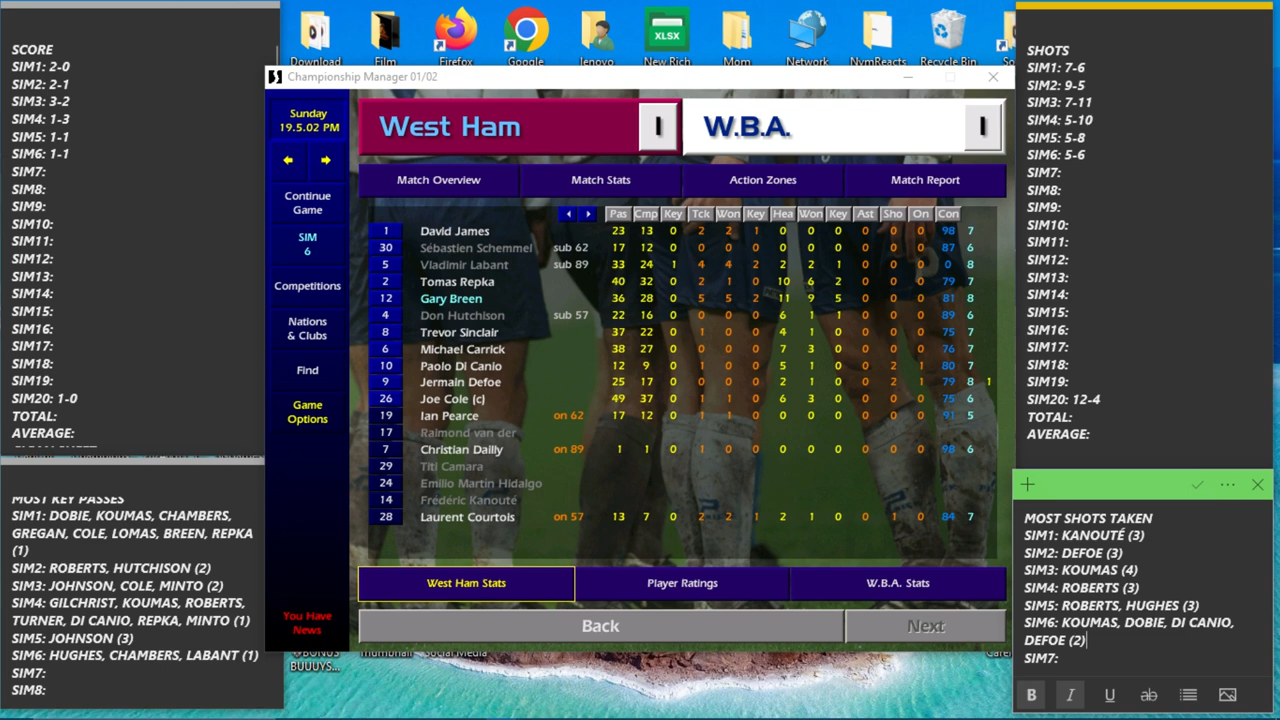 SCORE
SIM1: 2-0
SIM2: 2-1
SIM3: 3-2
SIM4: 1-3
SIM5: 1-1
SIM6: 1-1
SIM7:
SIM8:
SIM9:
SIM10:
SIM11:
SIM12:
SIM13:
SIM14:
SIM15:
SIM16:
SIM17:
SIM18:
SIM19:
SIM20: 1-0
TOTAL:
AVERAGE:
MOST KEY PASSES
SIM1: DOBIE, KOUMAS, CHAMBERS,
GREGAN, COLE, LOMAS, BREEN, REPKA
(1)
SIM2: ROBERTS, HUTCHISON (2)
SIM3: JOHNSON, COLE, MINTO (2)
SIM4: GILCHRIST, KOUMAS, ROBERTS,
TURNER, DI CANIO, REPKA, MINTO (1)
SIM5: JOHNSON (3)
SIM6: HUGHES, CHAMBERS, LABANT (1)
SIM7:
SIM8:
Download Film Firefox Google lenovo New Rich Mom Network NymReacts Recycle Bin
XLSX
Championship Manager 01/02
Sunday
19.5.02 PM
Continue
Game
SIM
6
Competitions
Nations
& Clubs
Find
Game
Options
You Have
News
West Ham 1 W.B.A. 1
Match Overview Match Stats Action Zones Match Report
Pas Cmp Key Tck Won Key Hea Won Key Ast Sho On Con
1 David James 23 13 0 2 2 1 0 0 0 0 0 0 98 7
30 Sébastien Schemmel sub 62 17 12 0 0 0 0 0 0 0 0 0 0 87 6
5 Vladimir Labant sub 89 33 24 1 4 4 2 2 2 1 0 0 0 0 8
2 Tomas Repka 40 32 0 2 1 0 10 6 2 0 0 0 79 7
12 Gary Breen 36 28 0 5 5 2 11 9 5 0 0 0 81 8
4 Don Hutchison sub 57 22 16 0 0 0 0 6 1 1 0 0 0 89 6
8 Trevor Sinclair 37 22 0 1 0 0 4 1 0 0 0 0 75 7
6 Michael Carrick 38 27 0 0 0 0 7 3 0 0 0 0 76 7
10 Paolo Di Canio 12 9 0 1 0 0 5 1 0 0 2 1 80 7
9 Jermain Defoe 25 17 0 0 0 0 2 1 0 0 2 1 79 8 1
26 Joe Cole (c) 49 37 0 1 1 0 6 3 0 0 0 0 75 6
19 Ian Pearce on 62 17 12 0 1 1 0 0 0 0 0 0 0 91 5
17 Raimond van der
7 Christian Dailly on 89 1 1 0 1 0 0 0 0 0 0 0 0 98 6
29 Titi Camara
24 Emilio Martin Hidalgo
14 Frédéric Kanouté
28 Laurent Courtois on 57 13 7 0 2 2 1 2 1 0 0 1 0 84 7
West Ham Stats Player Ratings W.B.A. Stats
Back Next
BUUUYS...
SHOTS
SIM1: 7-6
SIM2: 9-5
SIM3: 7-11
SIM4: 5-10
SIM5: 5-8
SIM6: 5-6
SIM7:
SIM8:
SIM9:
SIM10:
SIM11:
SIM12:
SIM13:
SIM14:
SIM15:
SIM16:
SIM17:
SIM18:
SIM19:
SIM20: 12-4
TOTAL:
AVERAGE:
MOST SHOTS TAKEN
SIM1: KANOUTÉ (3)
SIM2: DEFOE (3)
SIM3: KOUMAS (4)
SIM4: ROBERTS (3)
SIM5: ROBERTS, HUGHES (3)
SIM6: KOUMAS, DOBIE, DI CANIO,
DEFOE (2)
SIM7:
B I U ab